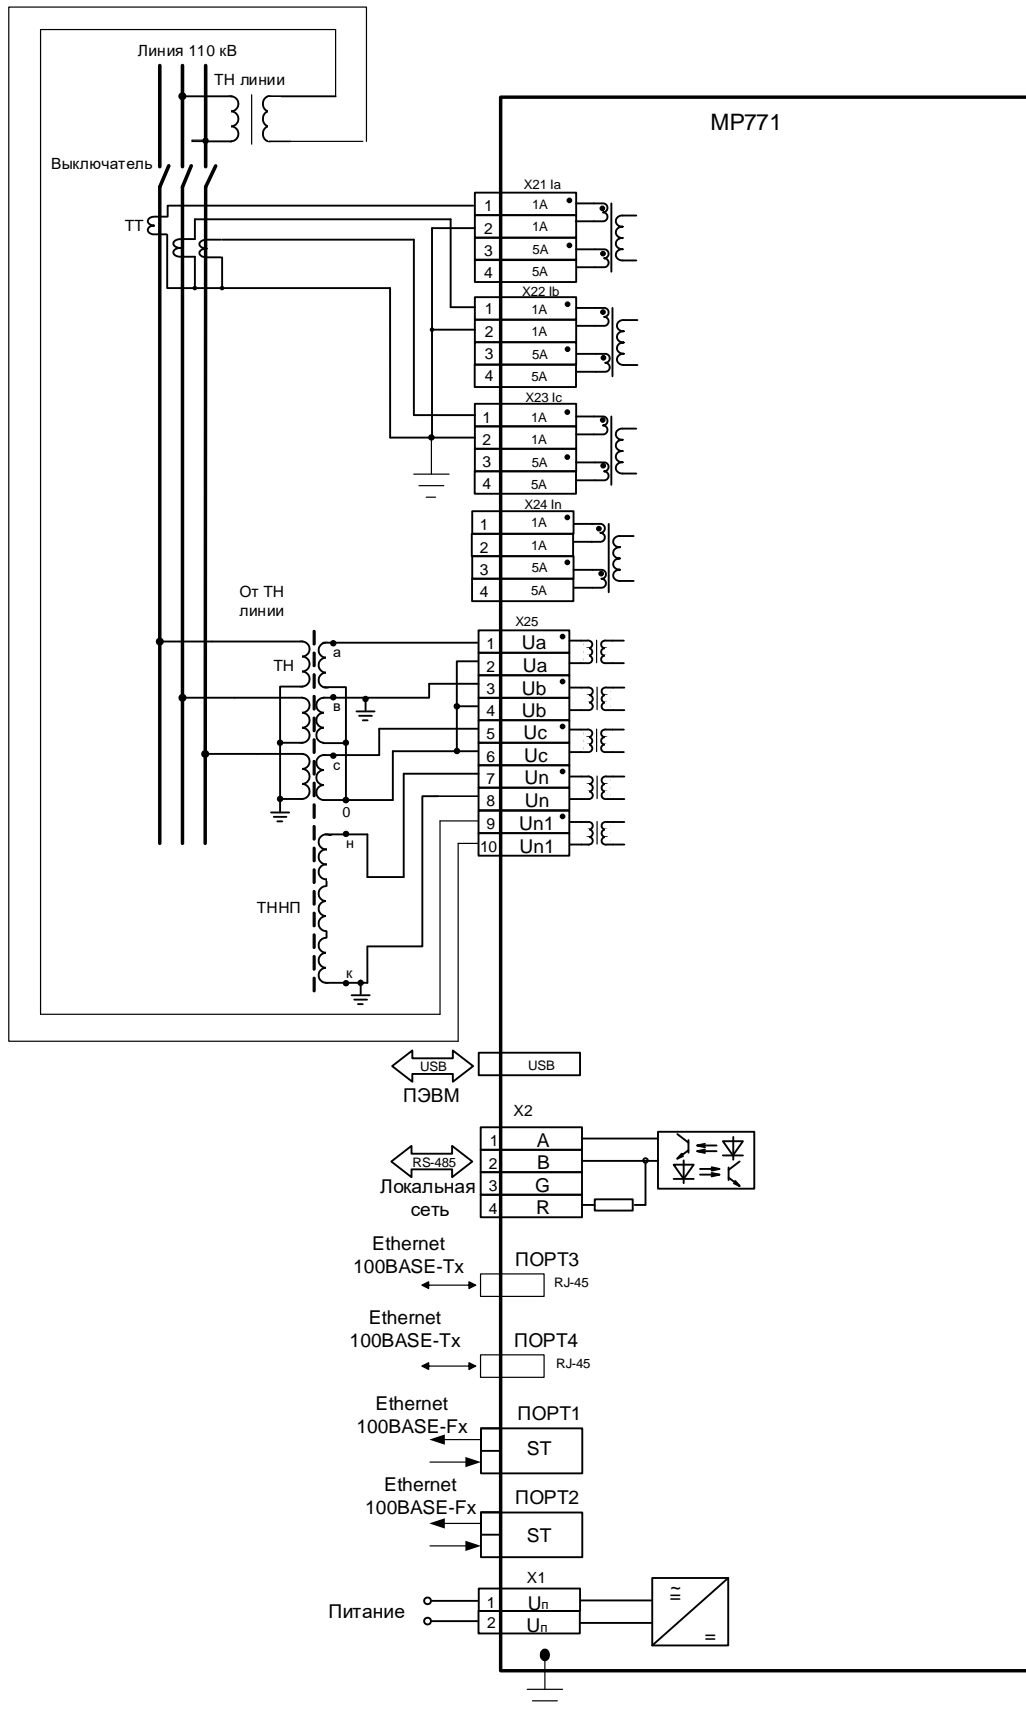 Линия 110 кВ
ТН линии
МР771
Выключатель
ТТ
X21 Ia
1 1А
2 1А
3 5А
4 5А
X22 Ib
1 1А
2 1А
3 5А
4 5А
X23 Ic
1 1А
2 1А
3 5А
4 5А
X24 In
1 1А
2 1А
3 5А
4 5А
От ТН
линии
X25
ТН
а
в
с
0
1 Ua
2 Ua
3 Ub
4 Ub
5 Uc
6 Uc
7 Un
8 Un
9 Un1
10 Un1
н
ТННП
к
USB
USB
ПЭВМ
X2
RS-485
1 A
2 B
3 G
4 R
Локальная
сеть
Ethernet
100BASE-Tx
ПОРТ3
RJ-45
Ethernet
100BASE-Tx
ПОРТ4
RJ-45
Ethernet
100BASE-Fx
ПОРТ1
ST
Ethernet
100BASE-Fx
ПОРТ2
ST
X1
Питание
1 Uп
2 Uп